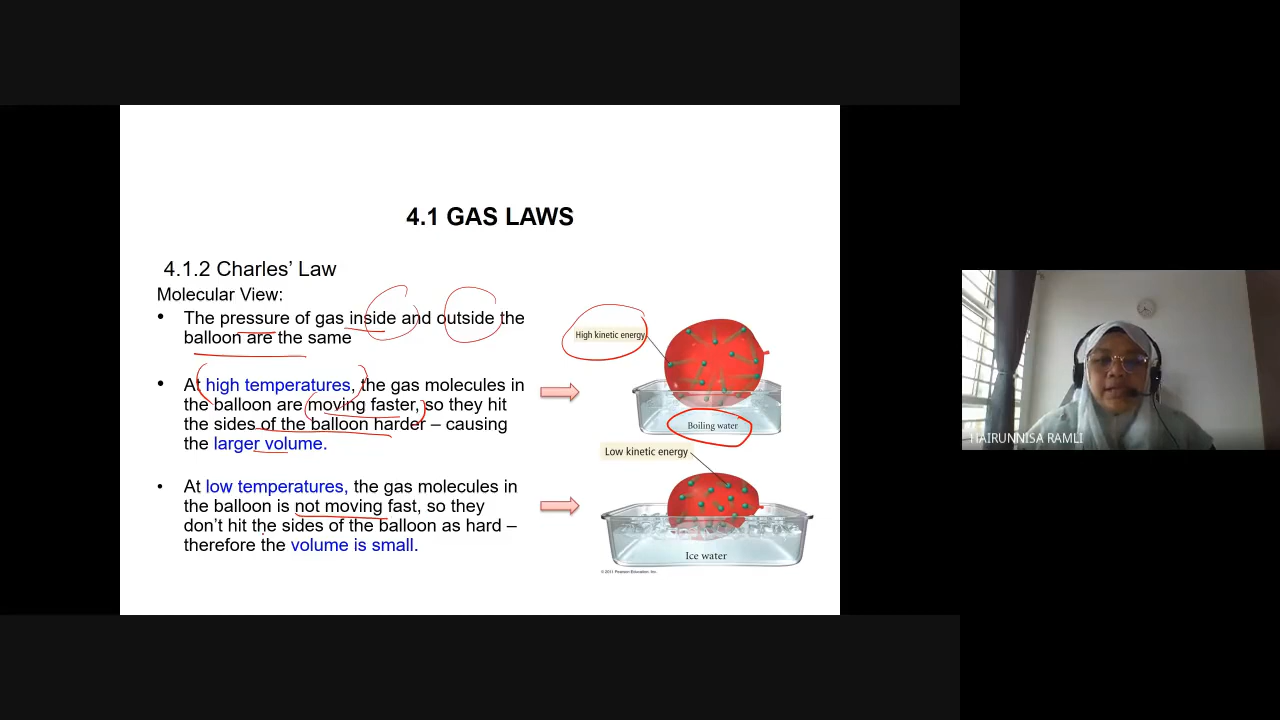 4.1 GAS LAWS
4.1.2 Charles’ Law
Molecular View:
• The pressure of gas inside and outside the
balloon are the same
• At high temperatures, the gas molecules in
the balloon are moving faster, so they hit
the sides of the balloon harder – causing
the larger volume.
• At low temperatures, the gas molecules in
the balloon is not moving fast, so they
don’t hit the sides of the balloon as hard –
therefore the volume is small.
High kinetic energy
Boiling water
Low kinetic energy
Ice water
© 2011 Pearson Education, Inc.
HAIRUNNISA RAMLI